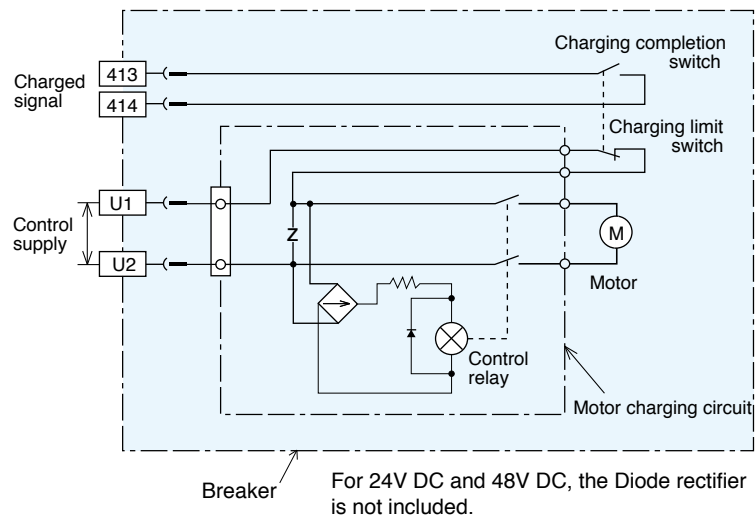 Charging completion
switch
413
Charged
signal
414
Charging limit
switch
U1
Control
supply
U2
Z
M
Motor
Control
relay
Motor charging circuit
Breaker
For 24V DC and 48V DC, the Diode rectifier
is not included.